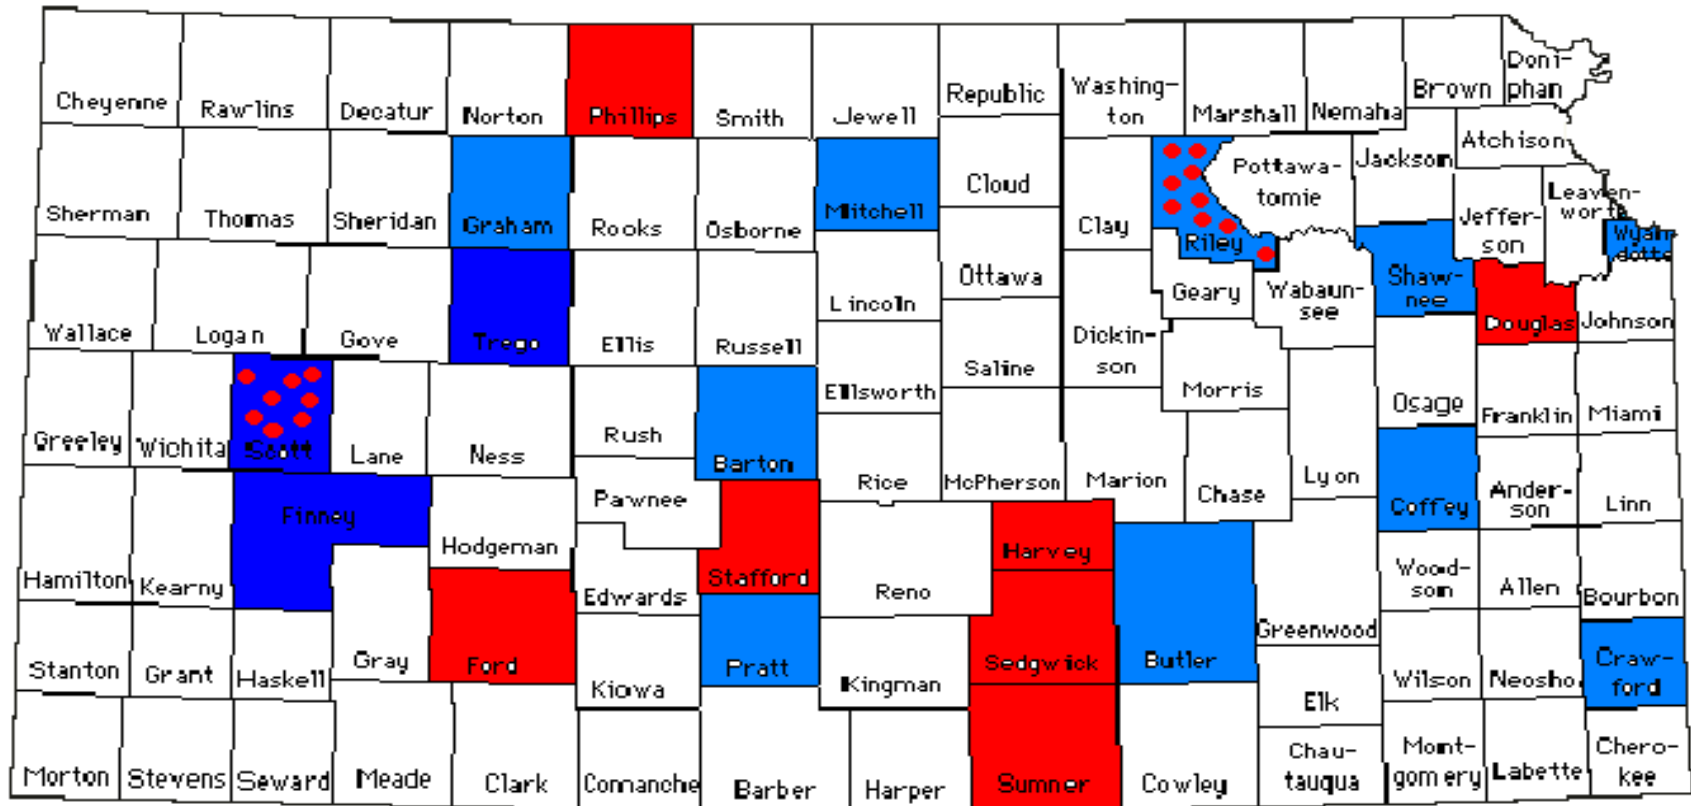 Cheyenne
Rawlins
Decatur
Norton
Phillips
Smith
Jewell
Republic
Washing-
ton
Marshall
Nemaha
Brown
Doni-
phan
Sherman
Thomas
Sheridan
Graham
Rooks
Osborne
Mitchell
Cloud
Clay
Riley
Pottawa-
tomie
Jackson
Atchison
Jeffer-
son
Leaven-
worth
Wyan-
dotte
Wallace
Logan
Gove
Trego
Ellis
Russell
Lincoln
Ottawa
Saline
Dickin-
son
Geary
Wabaun-
see
Shaw-
nee
Douglas
Johnson
Greeley
Wichita
Scott
Lane
Ness
Rush
Barton
Ellsworth
Rice
McPherson
Marion
Morris
Chase
Lyon
Osage
Franklin
Miami
Hamilton
Kearny
Finney
Hodgeman
Pawnee
Edwards
Stafford
Reno
Harvey
Sedgwick
Butler
Greenwood
Coffey
Ander-
son
Linn
Wood-
son
Allen
Bourbon
Stanton
Grant
Haskell
Gray
Ford
Kiowa
Pratt
Kingman
Elk
Wilson
Neosho
Craw-
ford
Morton
Stevens
Seward
Meade
Clark
Comanche
Barber
Harper
Sumner
Cowley
Chau-
tauqua
Mont-
gomery
Labette
Chero-
kee